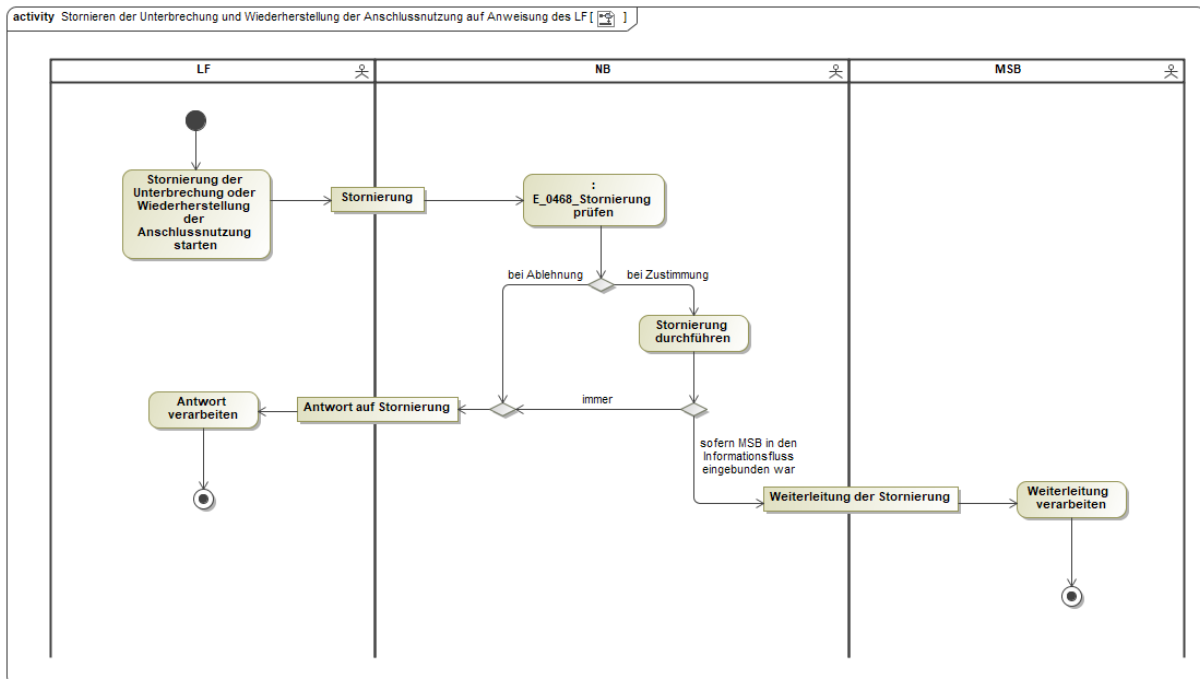 activity Stornieren der Unterbrechung und Wiederherstellung der Anschlussnutzung auf Anweisung des LF [ ]
LF
NB
MSB
Stornierung der
Unterbrechung oder
Wiederherstellung
der
Anschlussnutzung
starten
Stornierung
:
E_0468_Stornierung
prüfen
bei Ablehnung
bei Zustimmung
Stornierung
durchführen
Antwort
verarbeiten
Antwort auf Stornierung
immer
sofern MSB in den
Informationsfluss
eingebunden war
Weiterleitung der Stornierung
Weiterleitung
verarbeiten